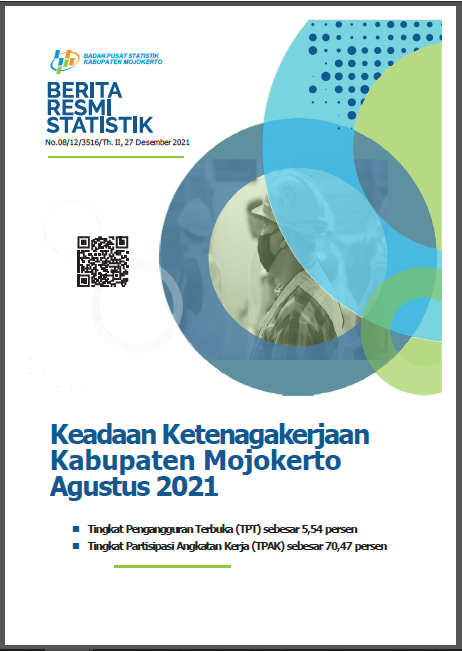 BADAN PUSAT STATISTIK
KABUPATEN MOJOKERTO
BERITA
RESMI
STATISTIK
No.08/12/3516/Th. II, 27 Desember 2021
Keadaan Ketenagakerjaan
Kabupaten Mojokerto
Agustus 2021
Tingkat Pengangguran Terbuka (TPT) sebesar 5,54 persen
Tingkat Partisipasi Angkatan Kerja (TPAK) sebesar 70,47 persen